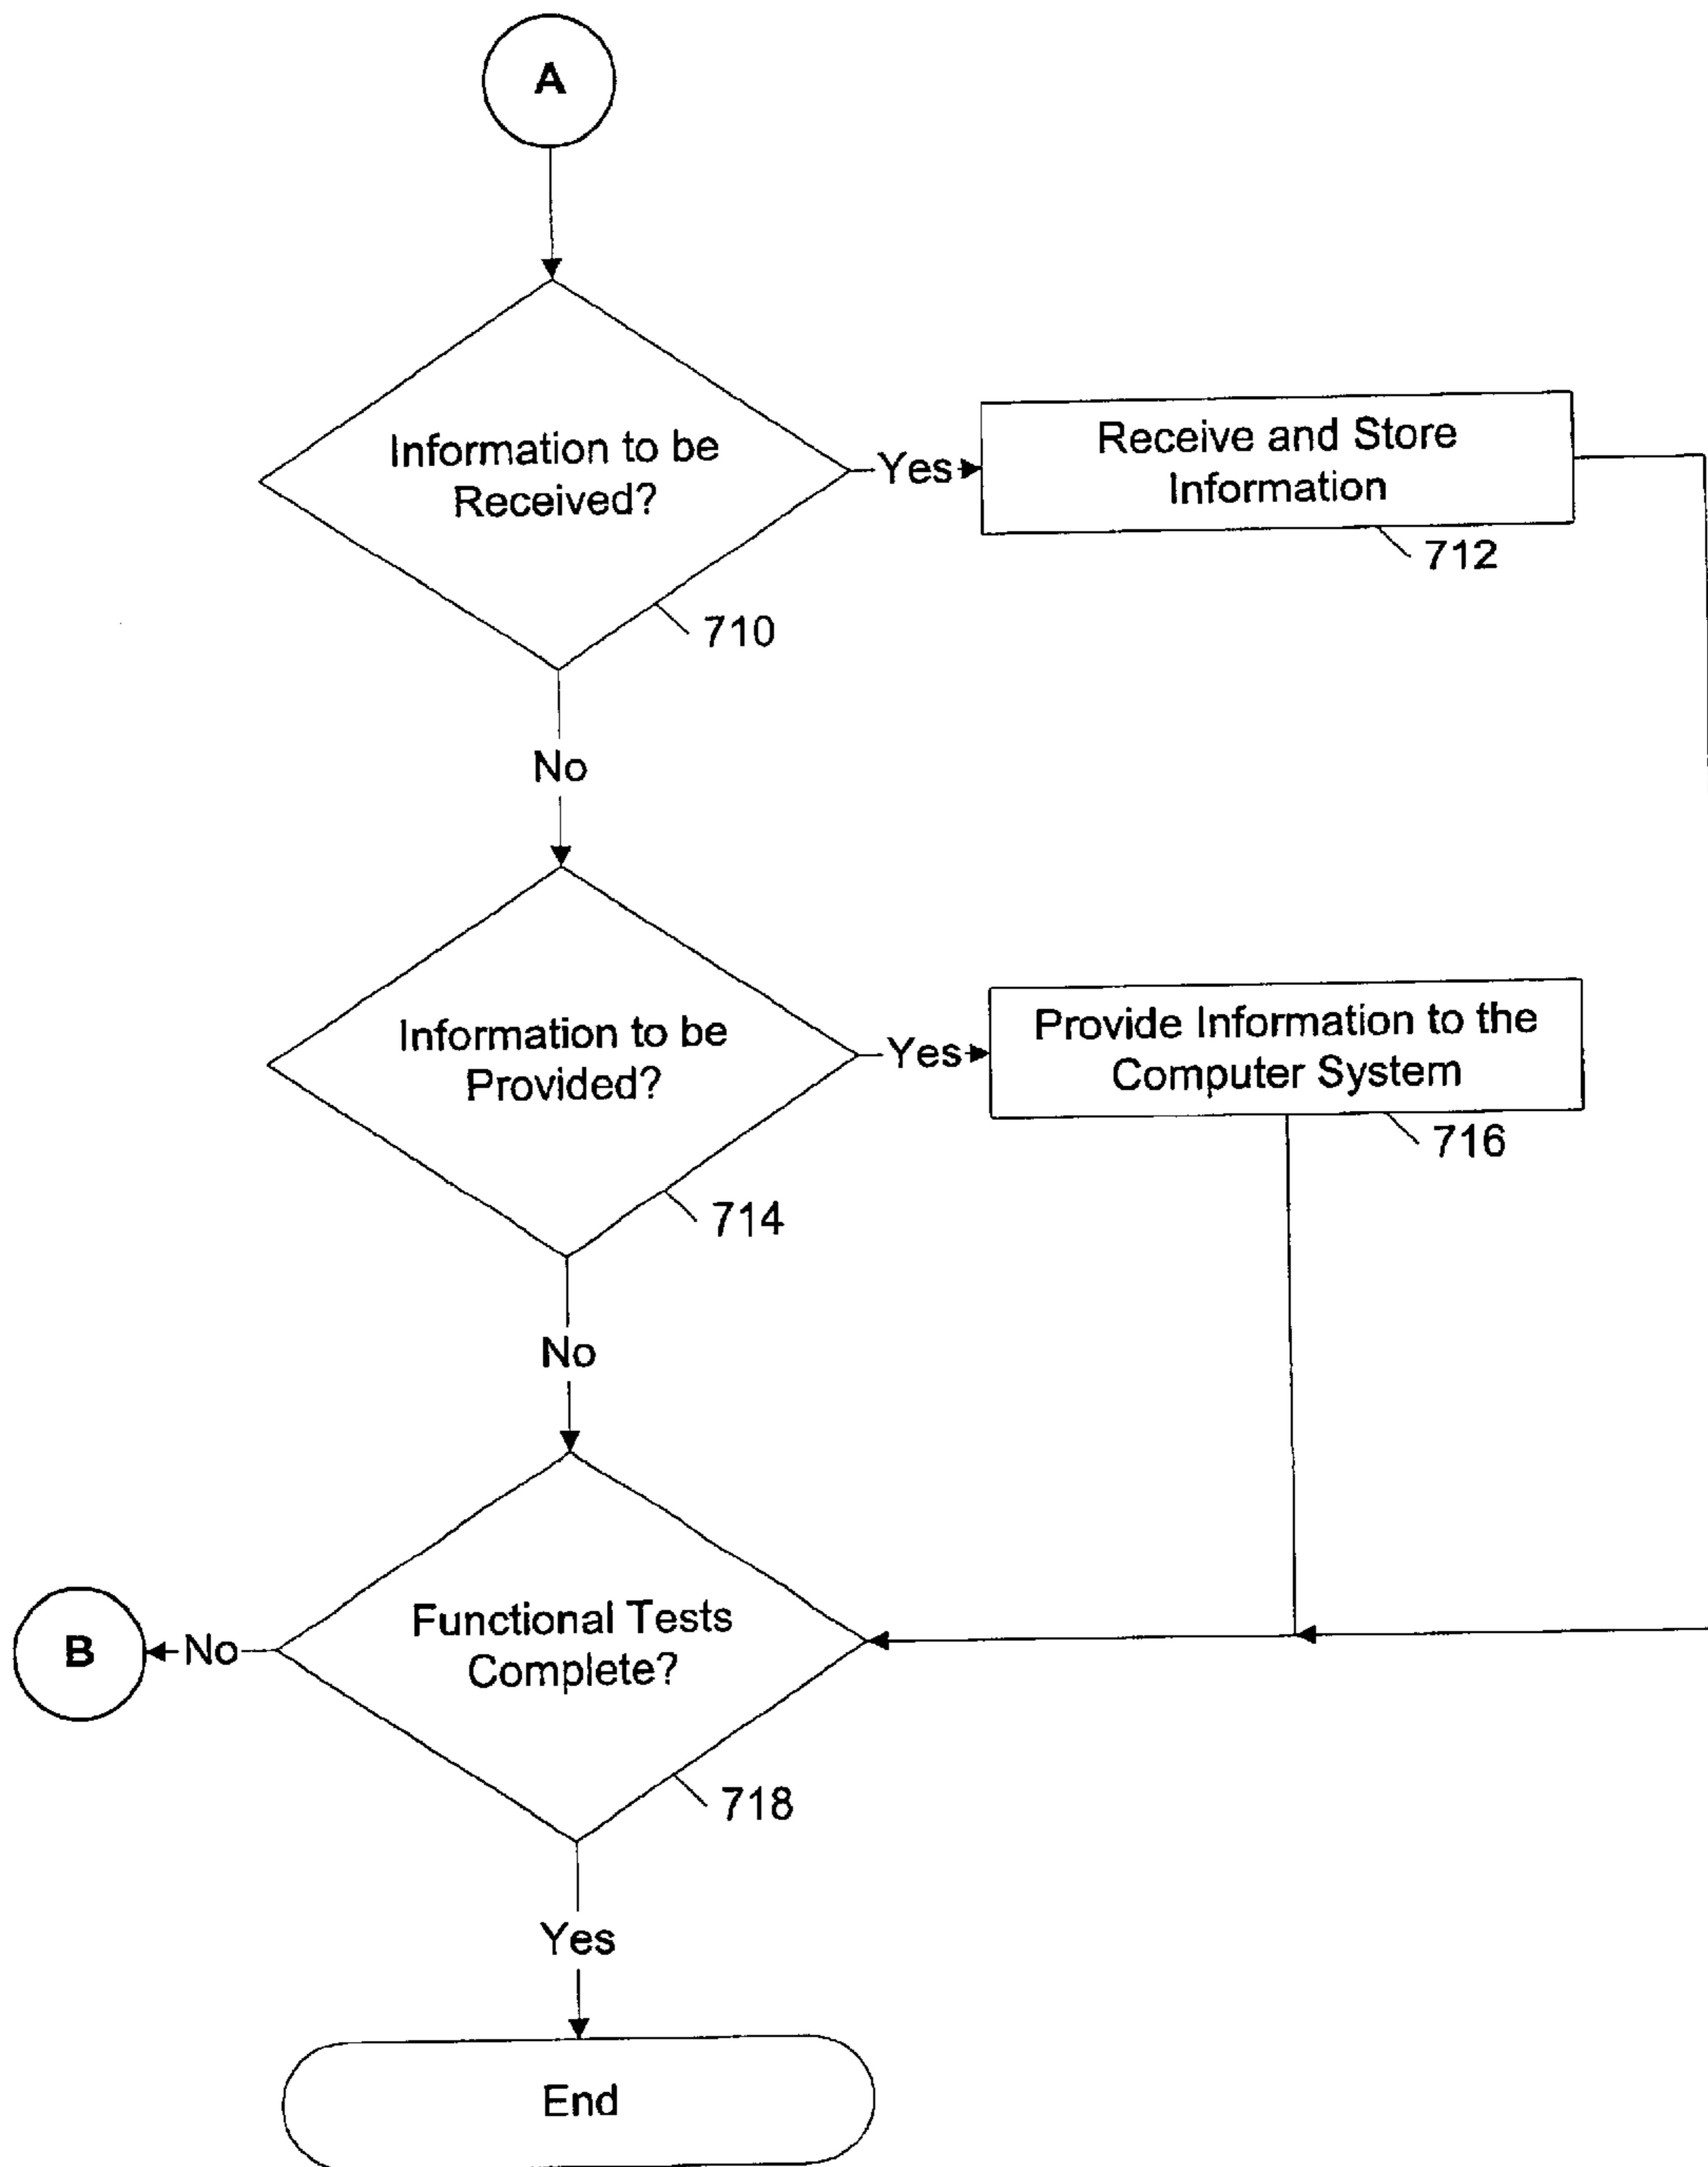 A
Information to be
Received?
Yes
Receive and Store
Information
712
710
No
Information to be
Provided?
Yes
Provide Information to the
Computer System
716
714
No
Functional Tests
Complete?
No
B
718
Yes
End